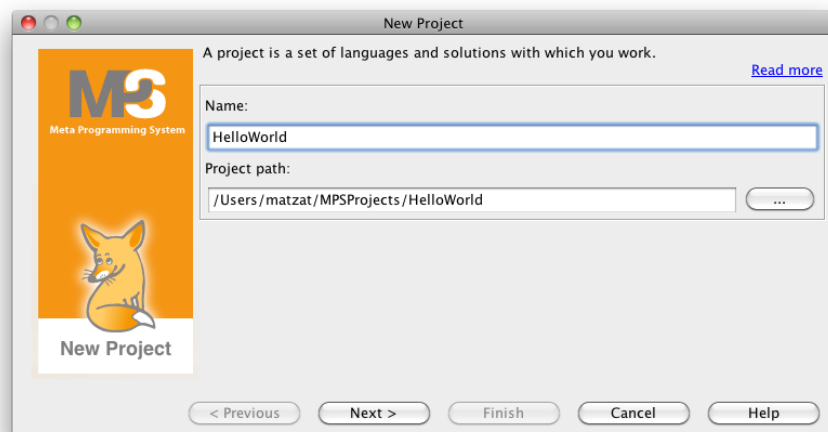 New Project
A project is a set of languages and solutions with which you work.
Read more
MPS
Meta Programming System
Name:
HelloWorld
Project path:
/Users/matzat/MPSProjects/HelloWorld
...
New Project
< Previous
Next >
Finish
Cancel
Help